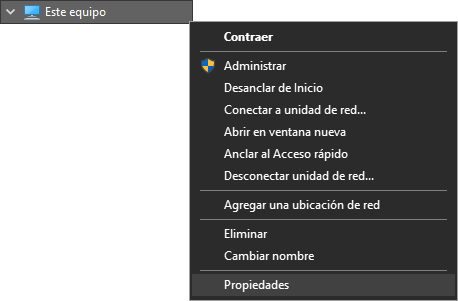 Este equipo
Contraer
Administrar
Desanclar de Inicio
Conectar a unidad de red...
Abrir en ventana nueva
Anclar al Acceso rápido
Desconectar unidad de red...
Agregar una ubicación de red
Eliminar
Cambiar nombre
Propiedades